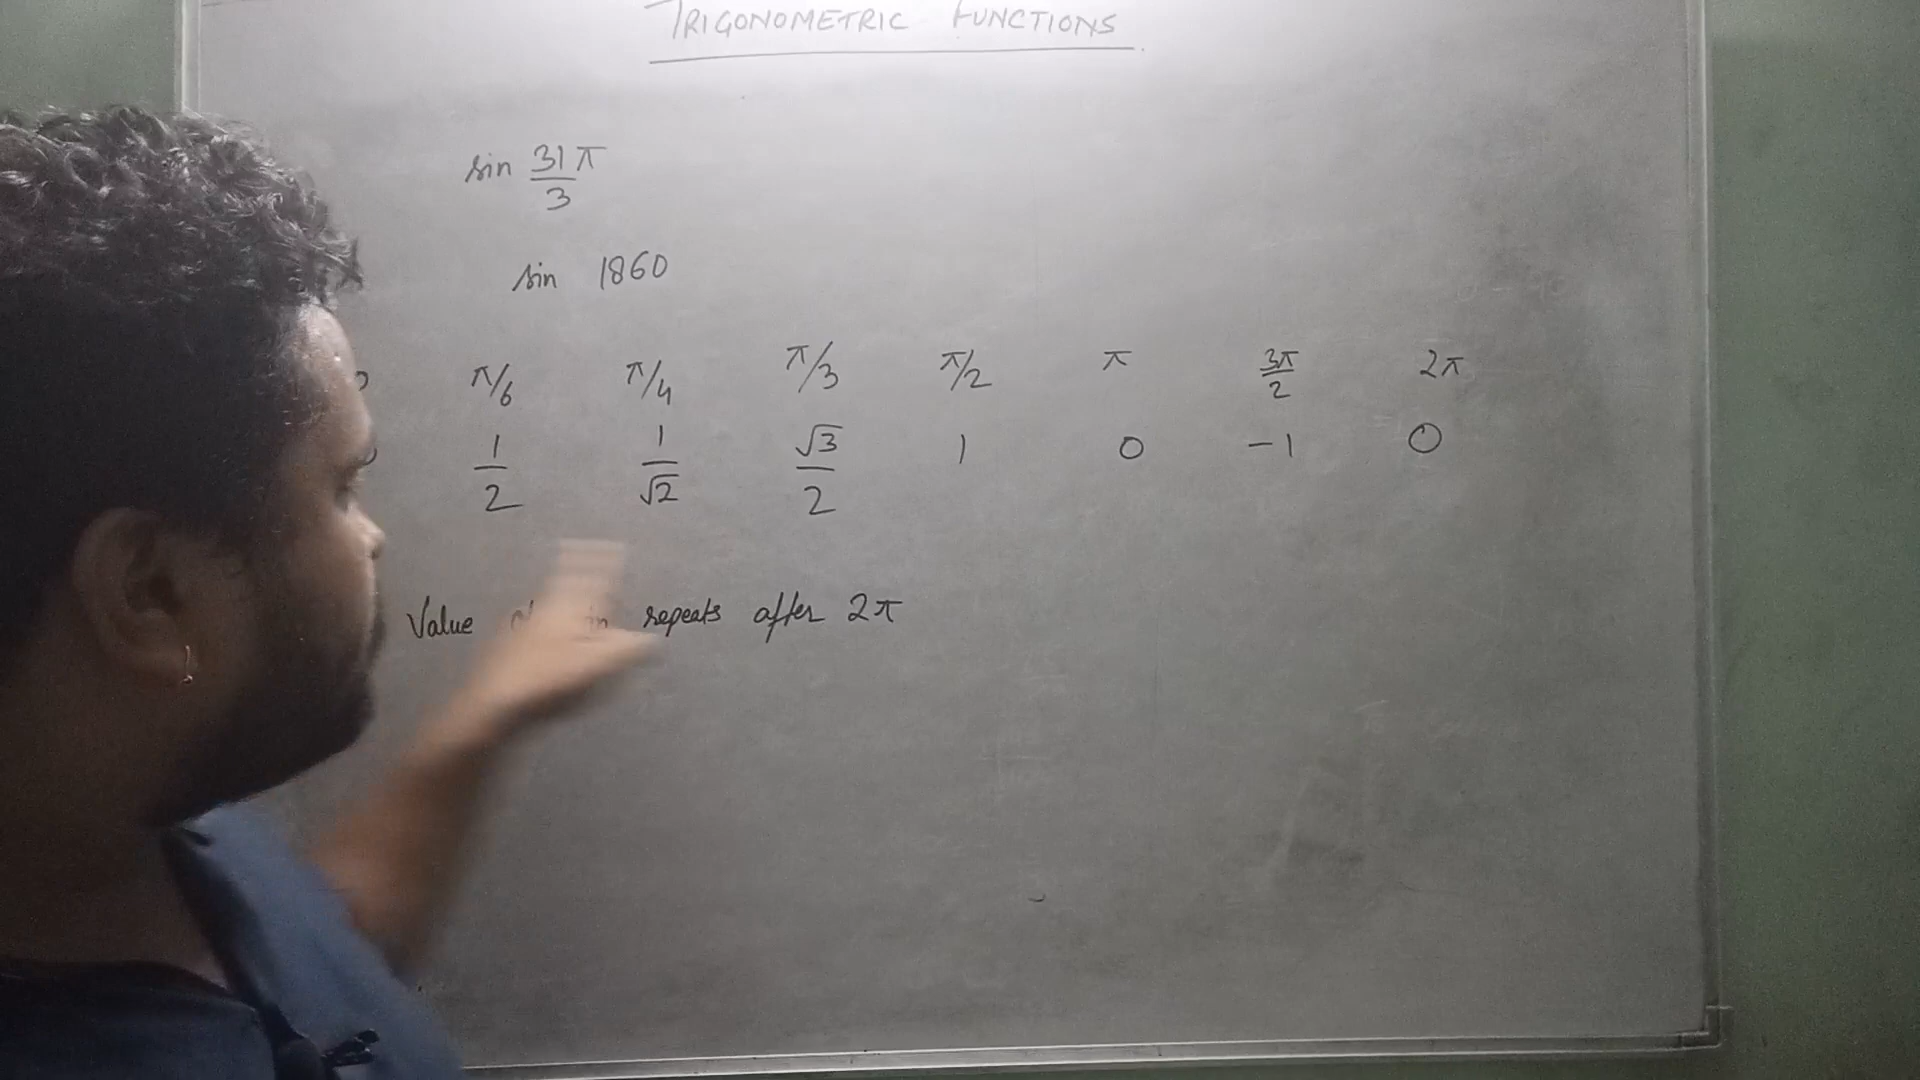 TRIGONOMETRIC FUNCTIONS
sin 31π/3
sin 1860
π/6 π/4 π/3 π/2 π 3π/2 2π
1/2 1/√2 √3/2 1 0 -1 0
Value repeats after 2π